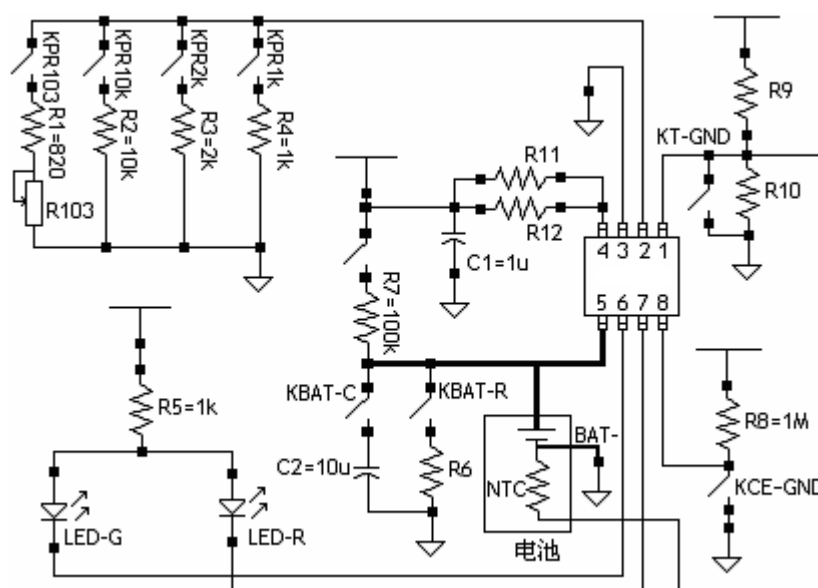 KPR103
KPR10k
KPR2k
KPR1k
R1=820
R2=10k
R3=2k
R4=1k
R103
R9
KT-GND
R10
R11
R12
C1=1u
4 3 2 1
5 6 7 8
R7=100k
R5=1k
KBAT-C
KBAT-R
BAT-
R8=1M
C2=10u
R6
NTC
KCE-GND
LED-G
LED-R
电池